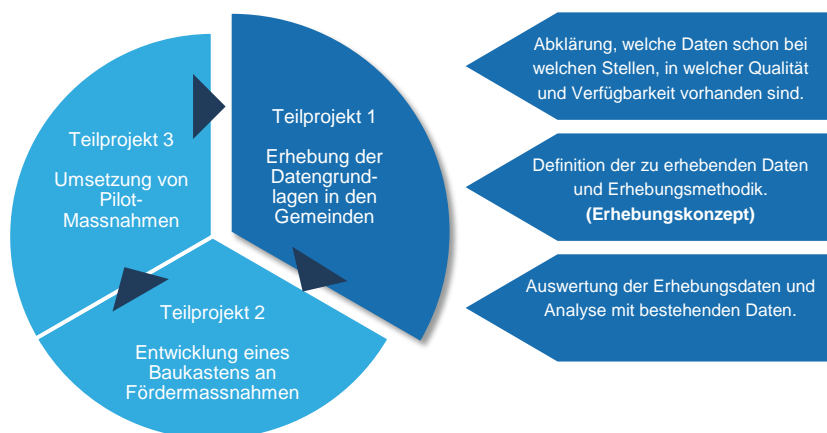 Teilprojekt 1
Erhebung der
Datengrund-
lagen in den
Gemeinden
Teilprojekt 2
Entwicklung eines
Baukastens an
Fördermassnahmen
Teilprojekt 3
Umsetzung von
Pilot-
Massnahmen
Abklärung, welche Daten schon bei
welchen Stellen, in welcher Qualität
und Verfügbarkeit vorhanden sind.
Definition der zu erhebenden Daten
und Erhebungsmethodik.
(Erhebungskonzept)
Auswertung der Erhebungsdaten und
Analyse mit bestehenden Daten.